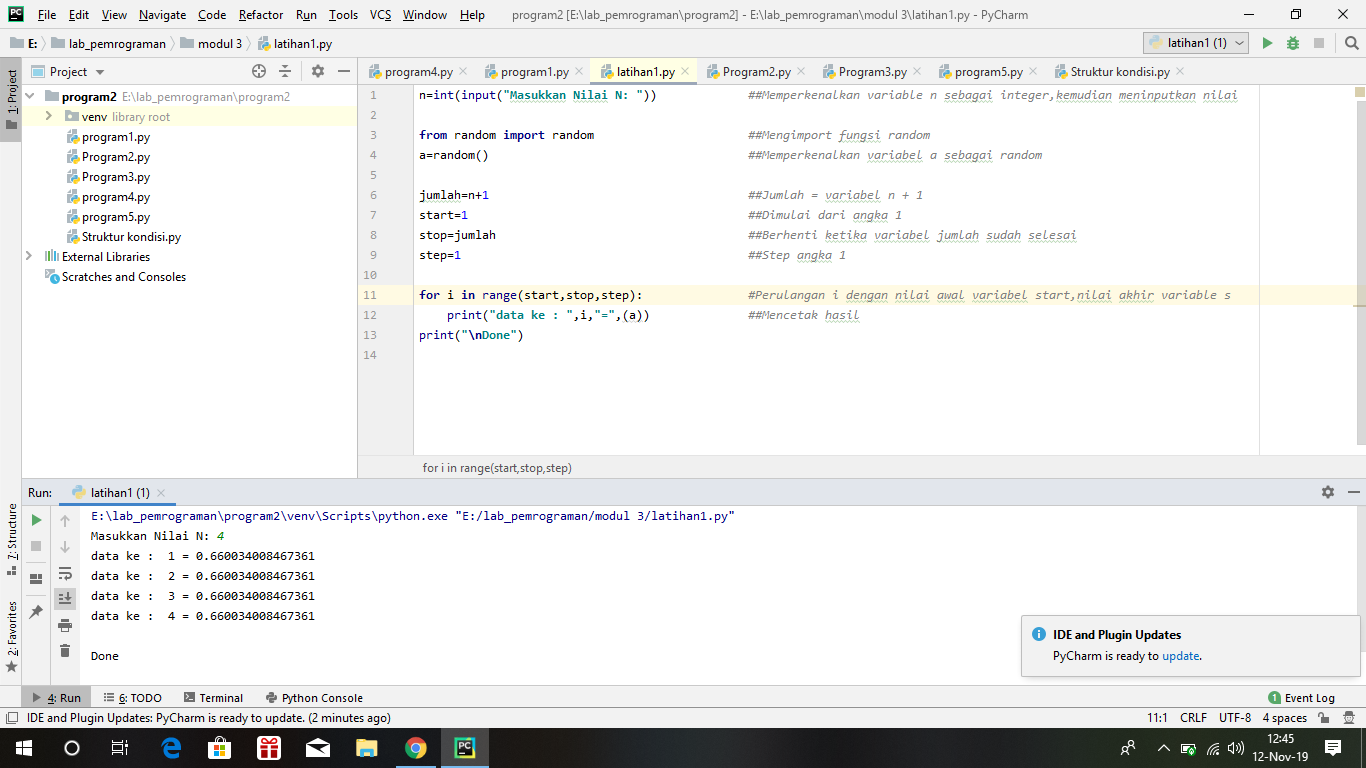 File Edit View Navigate Code Refactor Run Tools VCS Window Help program2 [E:\lab_pemrograman\program2] - E:\lab_pemrograman\modul 3\latihan1.py - PyCharm
E: lab_pemrograman modul 3 latihan1.py latihan1 (1)
Project program4.py program1.py latihan1.py Program2.py Program3.py program5.py Struktur kondisi.py
1: Project
program2 E:\lab_pemrograman\program2
venv library root
program1.py
Program2.py
Program3.py
program4.py
program5.py
Struktur kondisi.py
External Libraries
Scratches and Consoles
1 n=int(input("Masukkan Nilai N: ")) ##Memperkenalkan variable n sebagai integer,kemudian meninputkan nilai
2
3 from random import random ##Mengimport fungsi random
4 a=random() ##Memperkenalkan variabel a sebagai random
5
6 jumlah=n+1 ##Jumlah = variabel n + 1
7 start=1 ##Dimulai dari angka 1
8 stop=jumlah ##Berhenti ketika variabel jumlah sudah selesai
9 step=1 ##Step angka 1
10
11 for i in range(start,stop,step): #Perulangan i dengan nilai awal variabel start,nilai akhir variable s
12 print("data ke : ",i,"=",(a)) ##Mencetak hasil
13 print("\nDone")
14
for i in range(start,stop,step)
Run: latihan1 (1)
7: Structure
2: Favorites
E:\lab_pemrograman\program2\venv\Scripts\python.exe "E:/lab_pemrograman/modul 3/latihan1.py"
Masukkan Nilai N: 4
data ke :  1 = 0.660034008467361
data ke :  2 = 0.660034008467361
data ke :  3 = 0.660034008467361
data ke :  4 = 0.660034008467361
Done
IDE and Plugin Updates
PyCharm is ready to update.
4: Run 6: TODO Terminal Python Console 1 Event Log
IDE and Plugin Updates: PyCharm is ready to update. (2 minutes ago) 11:1 CRLF UTF-8 4 spaces
12:45
12-Nov-19